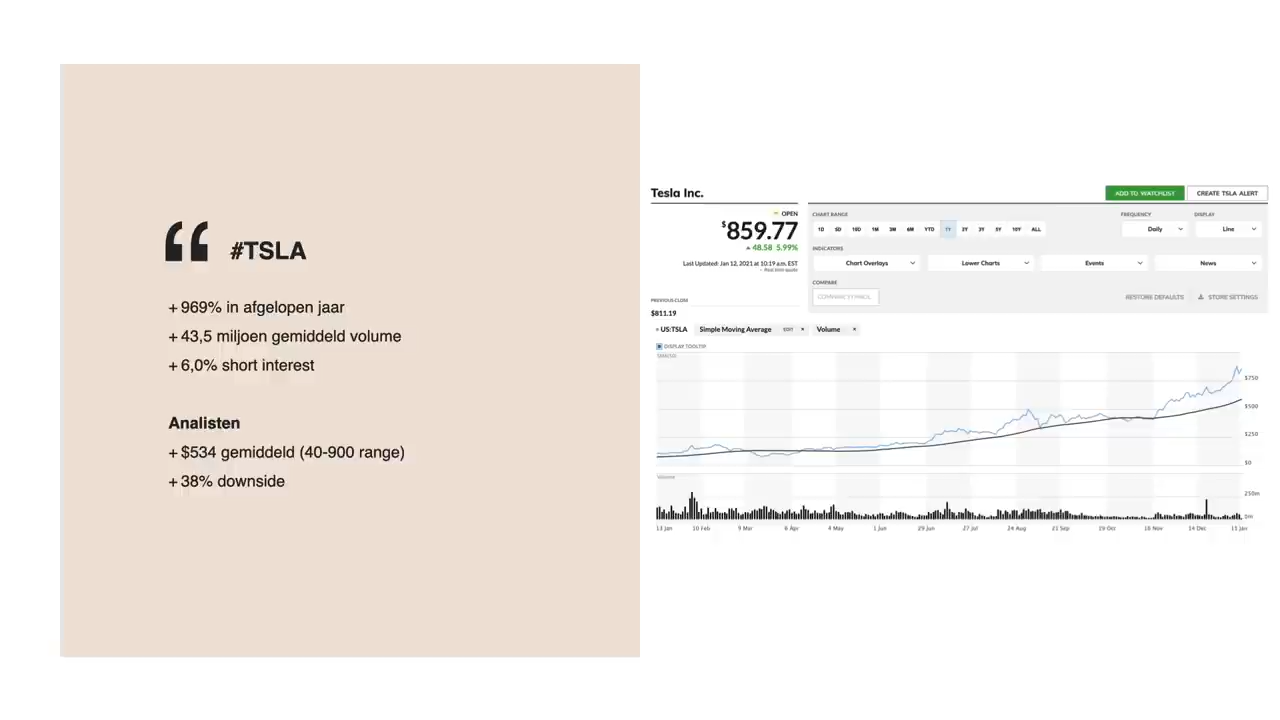 #TSLA
+ 969% in afgelopen jaar
+ 43,5 miljoen gemiddeld volume
+ 6,0% short interest
Analisten
+ $534 gemiddeld (40-900 range)
+ 38% downside
Tesla Inc.
ADD TO WATCHLIST CREATE TSLA ALERT
OPEN
$859.77
48.58 5.99%
Last Updated: Jan 12, 2021 at 10:19 a.m. EST
Real time quote
PREVIOUS CLOSE
$811.19
CHART RANGE
1D 5D 10D 1M 3M 6M YTD 1Y 2Y 3Y 5Y 10Y ALL
FREQUENCY
Daily
DISPLAY
Line
INDICATORS
Chart Overlays Lower Charts Events News
COMPARE
COMPARE SYMBOL
RESTORE DEFAULTS STORE SETTINGS
US:TSLA Simple Moving Average EDIT × Volume ×
DISPLAY TOOLTIP
$750
$500
$250
$0
Volume
250m
0m
13 Jan 10 Feb 9 Mar 6 Apr 4 May 1 Jun 29 Jun 27 Jul 24 Aug 21 Sep 19 Oct 16 Nov 14 Dec 11 Jan